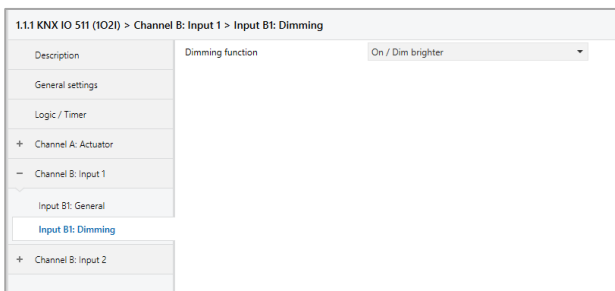 1.1.1 KNX IO 511 (1O2I) > Channel B: Input 1 > Input B1: Dimming
Description
Dimming function
On / Dim brighter
General settings
Logic / Timer
+ Channel A: Actuator
− Channel B: Input 1
Input B1: General
Input B1: Dimming
+ Channel B: Input 2